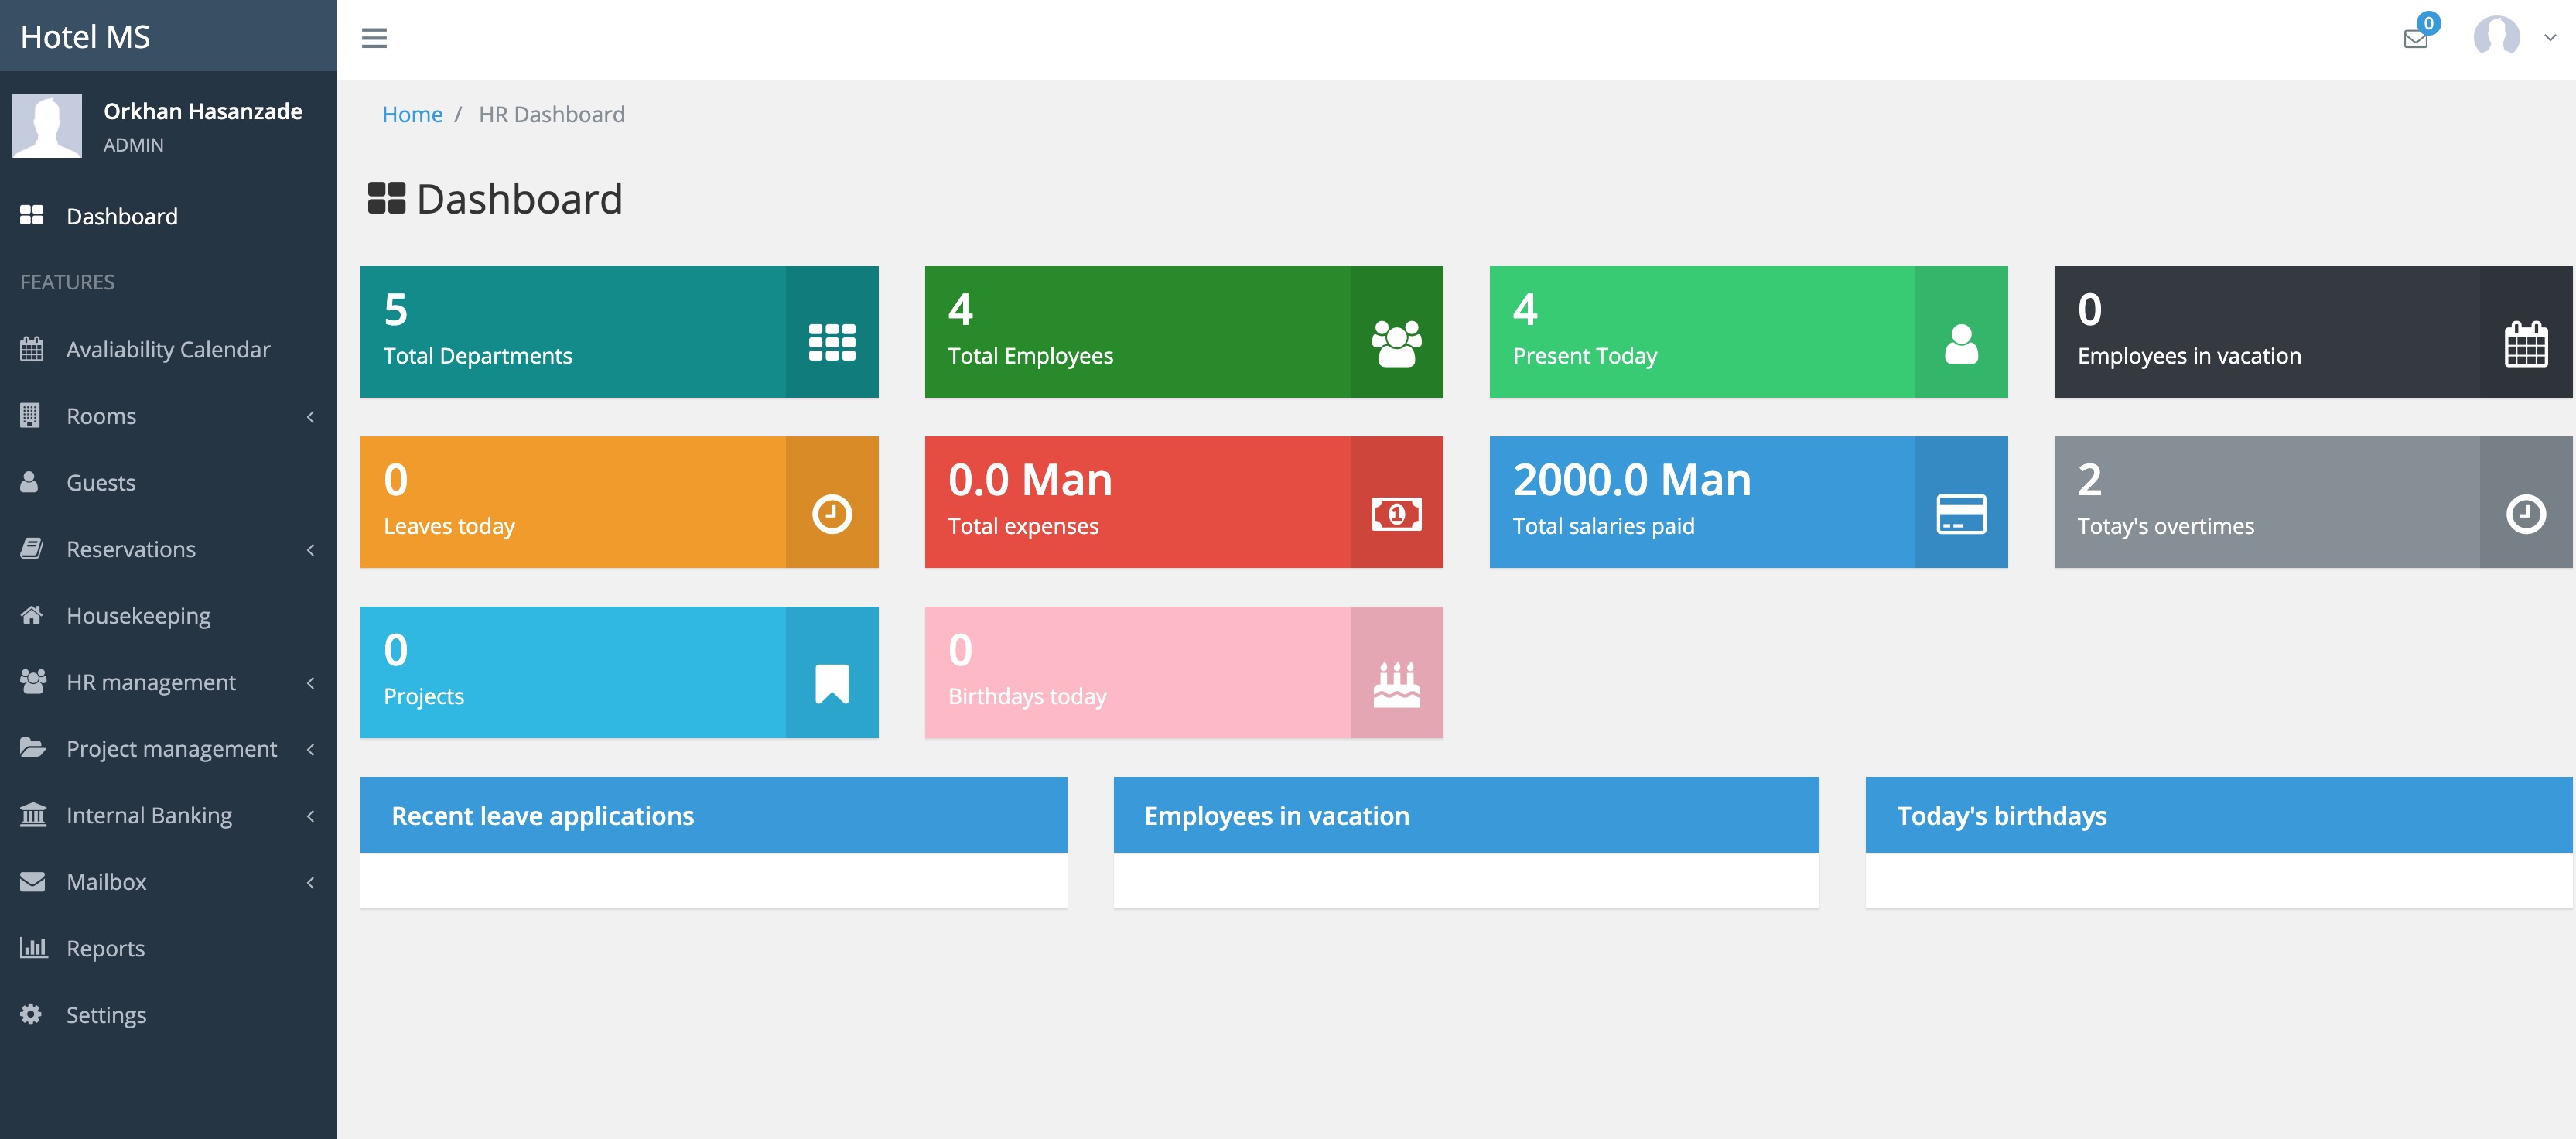 Hotel MS
0
Orkhan Hasanzade
ADMIN
Dashboard
FEATURES
Avaliability Calendar
Rooms
Guests
Reservations
Housekeeping
HR management
Project management
Internal Banking
Mailbox
Reports
Settings
Home / HR Dashboard
Dashboard
5
Total Departments
4
Total Employees
4
Present Today
0
Employees in vacation
0
Leaves today
0.0 Man
Total expenses
2000.0 Man
Total salaries paid
2
Totay's overtimes
0
Projects
0
Birthdays today
Recent leave applications
Employees in vacation
Today's birthdays